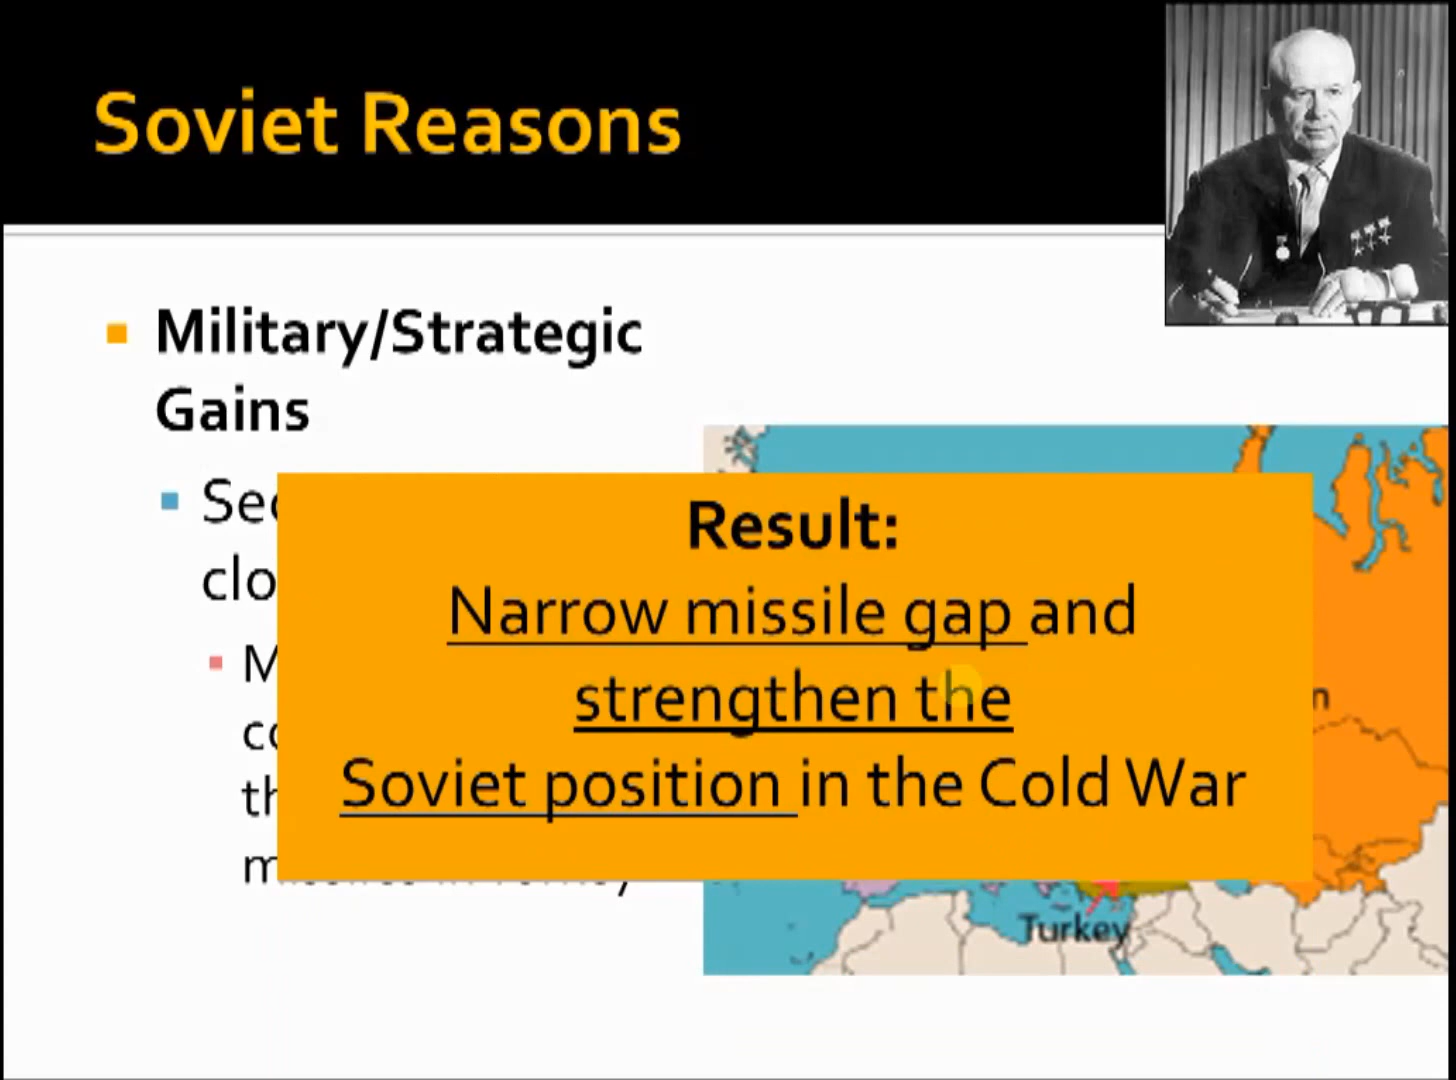 Soviet Reasons
Military/Strategic
Gains
Result:
Narrow missile gap and
strengthen the
Soviet position in the Cold War
Turkey